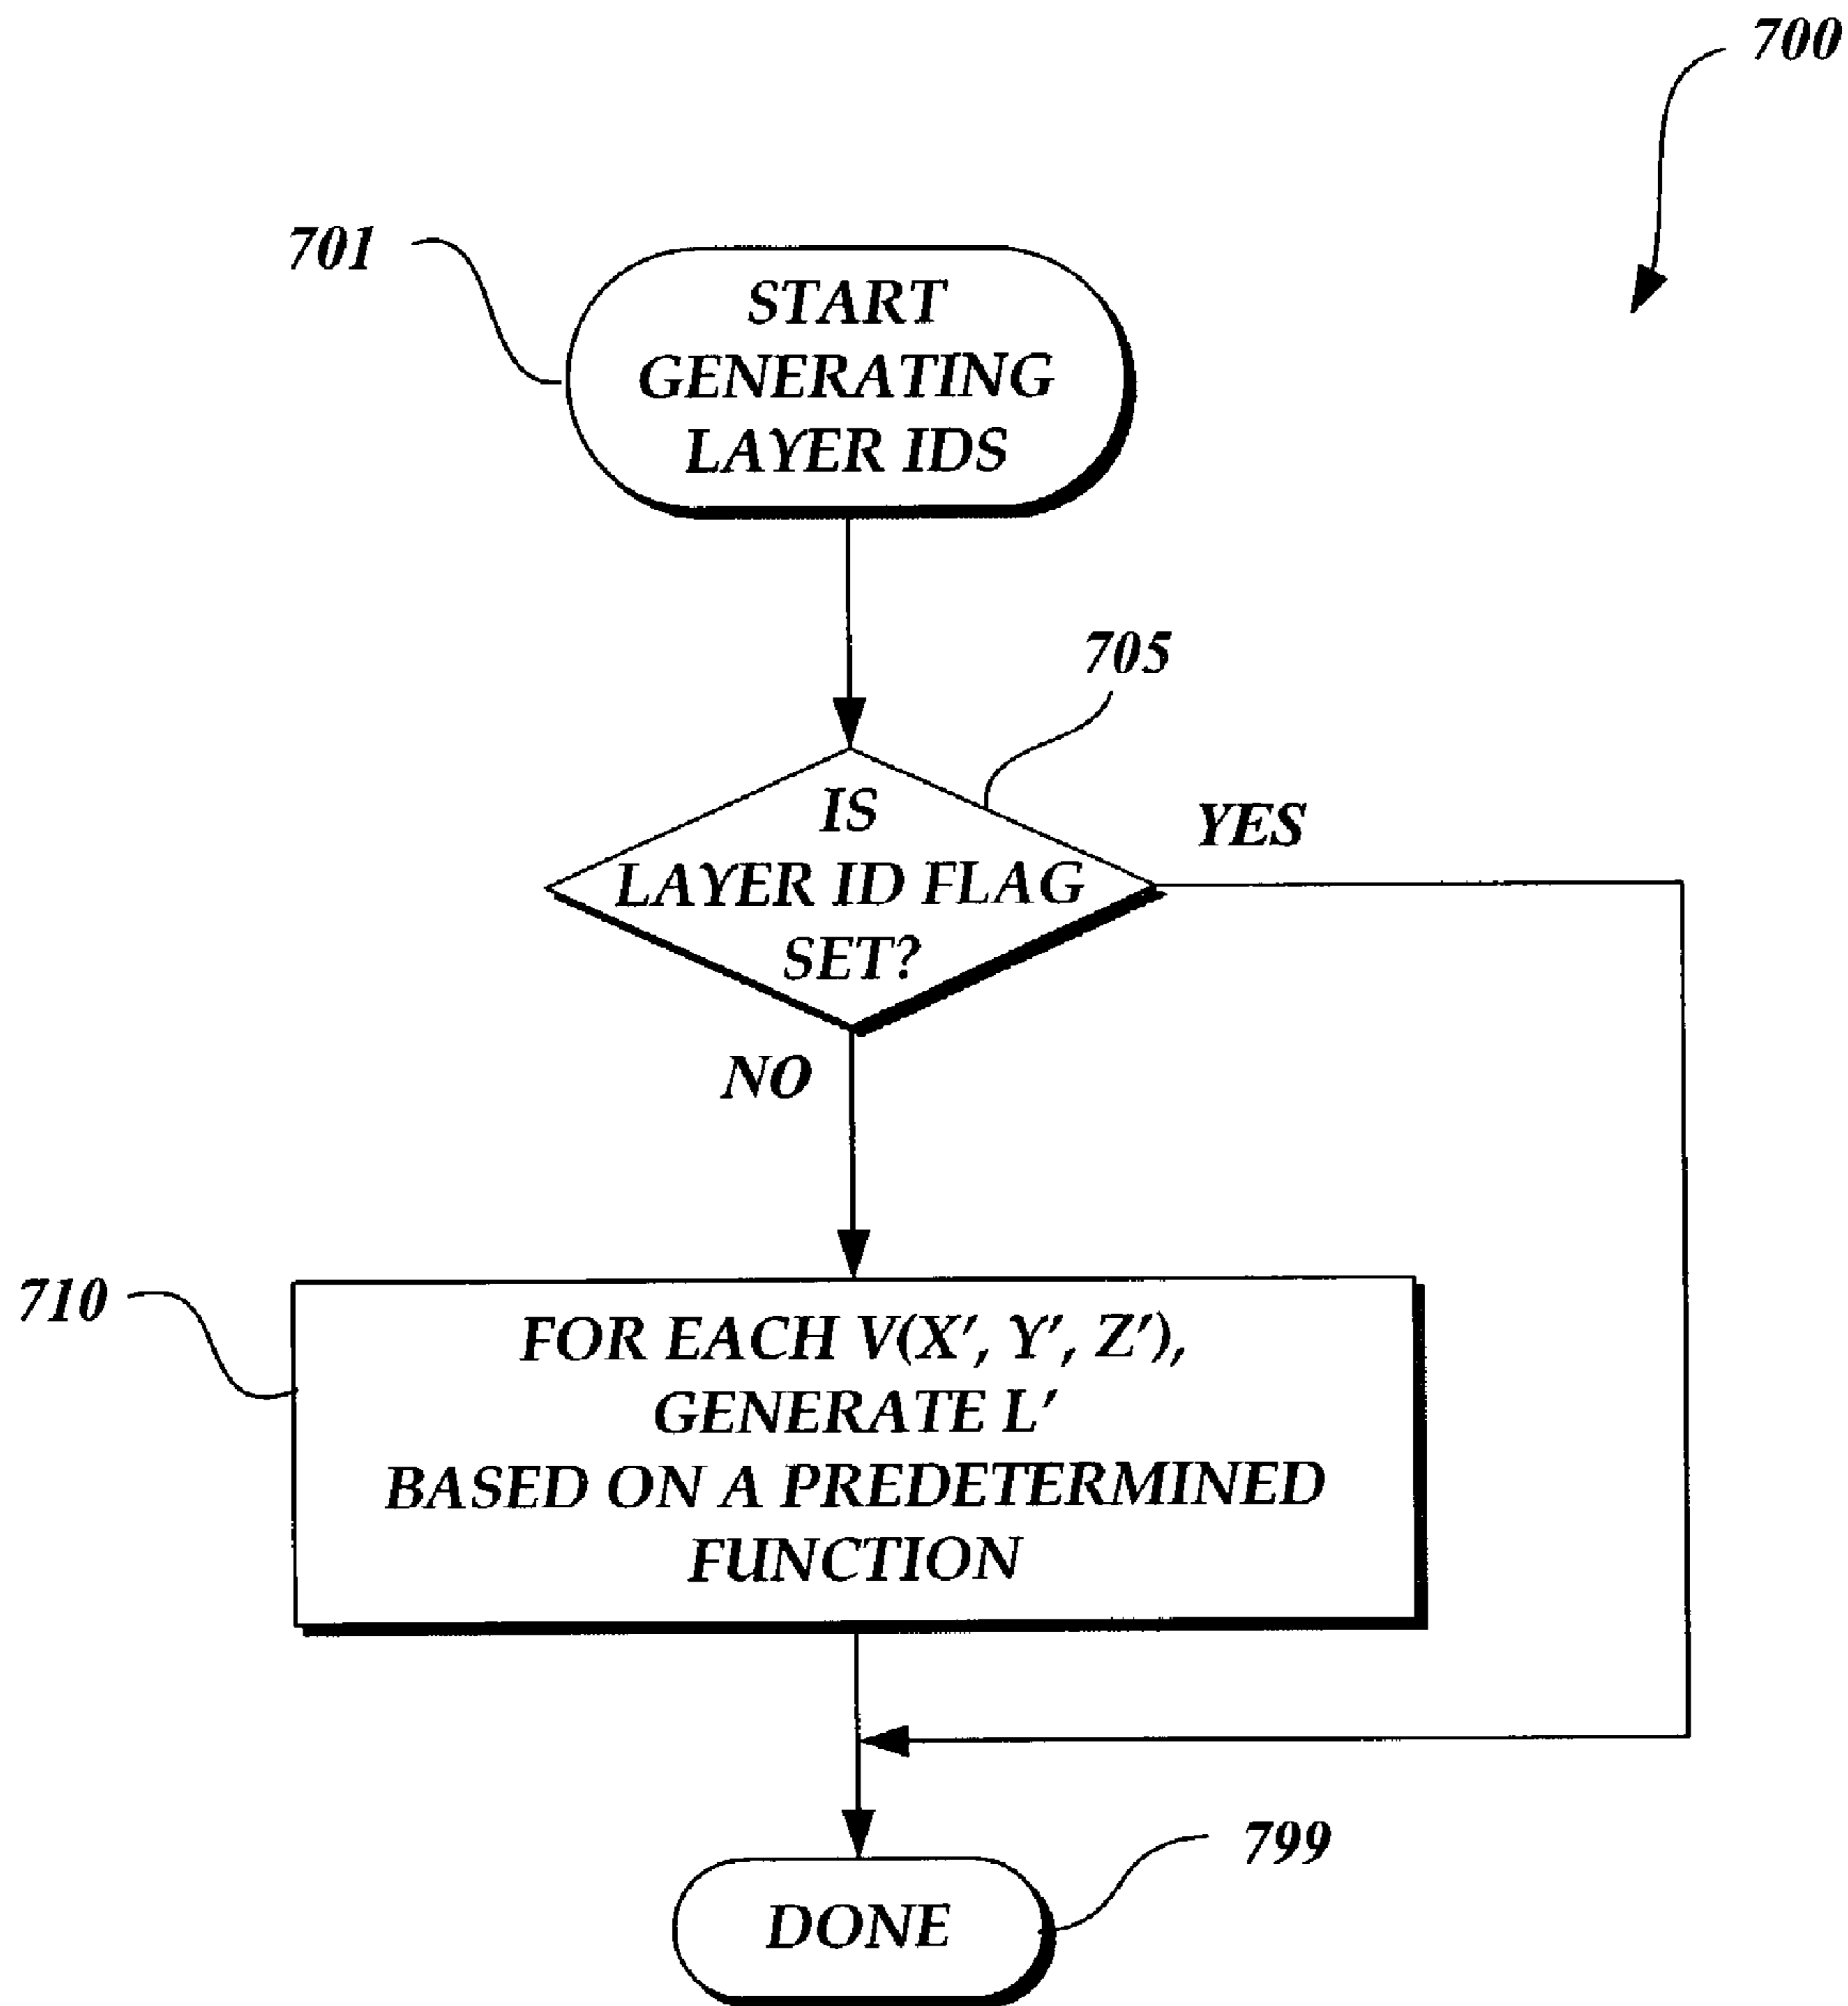 700
701
START
GENERATING
LAYER IDS
705
IS
LAYER ID FLAG
SET?
YES
NO
710
FOR EACH V(X', Y', Z'),
GENERATE L'
BASED ON A PREDETERMINED
FUNCTION
799
DONE